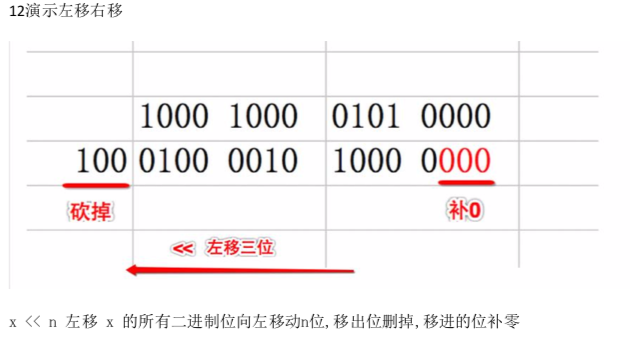 12演示左移右移
1000 1000 0101 0000
100 0100 0010 1000 0000
砍掉 补0
<< 左移三位
x << n 左移 x 的所有二进制位向左移动n位,移出位删掉,移进的位补零